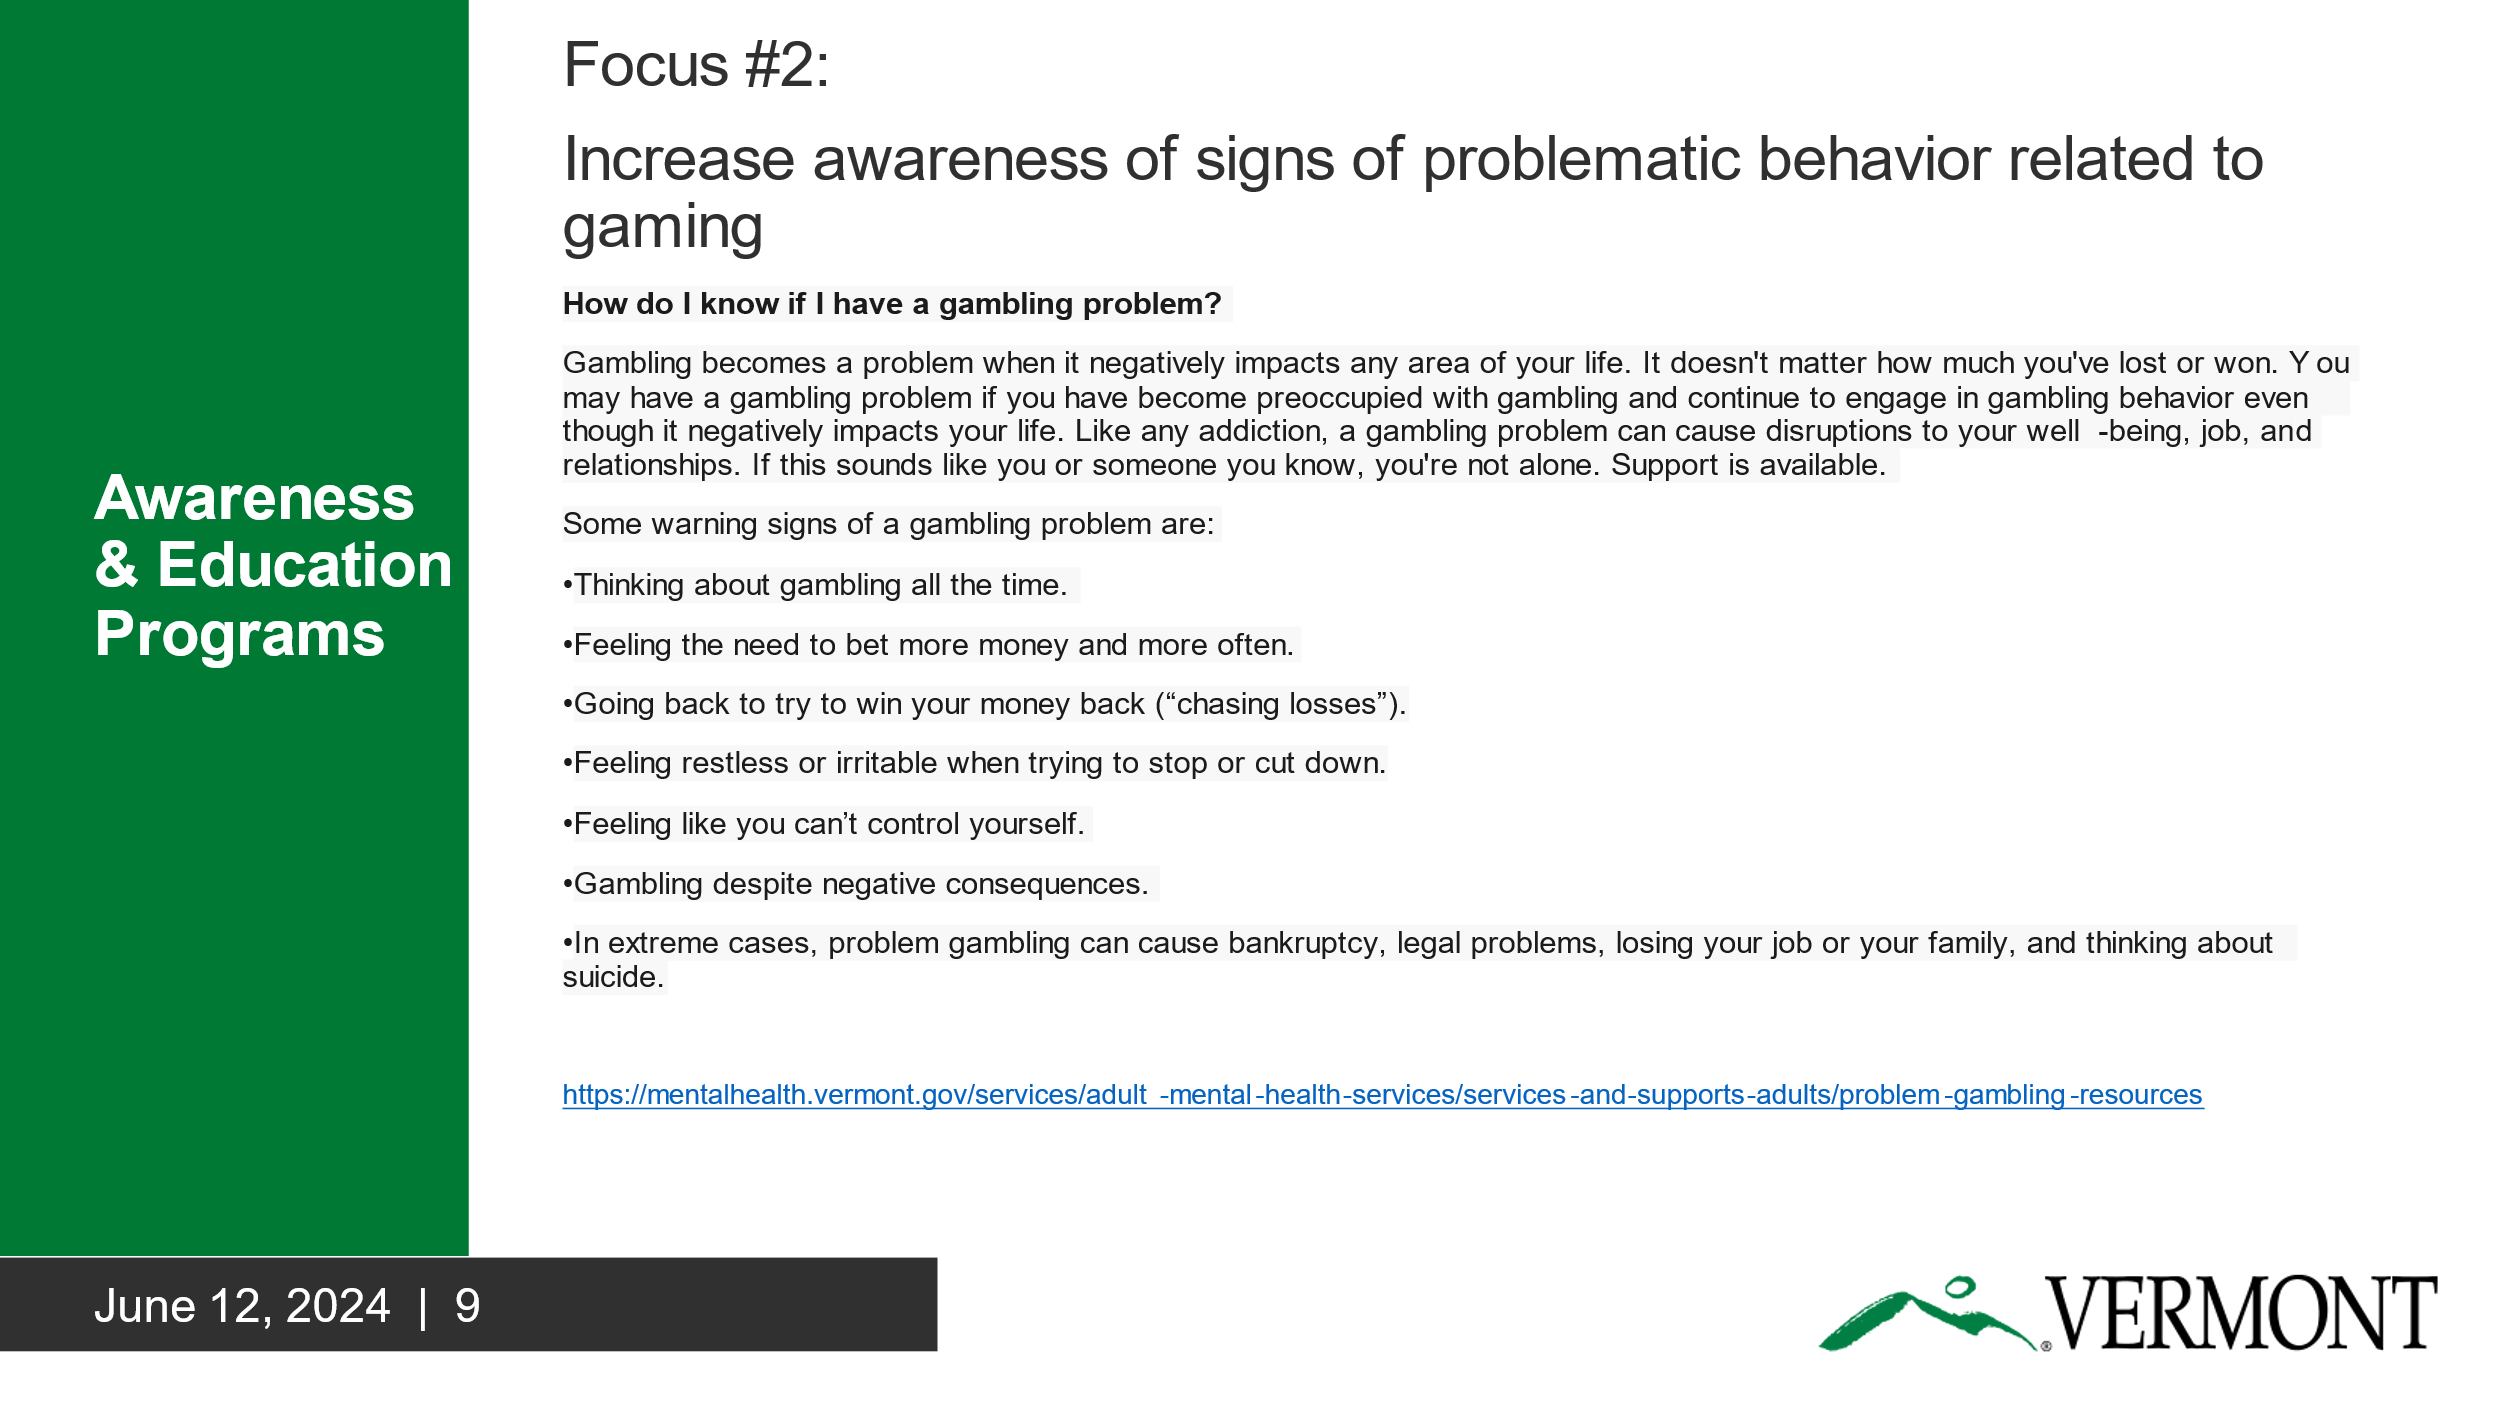 Focus #2:
Increase awareness of signs of problematic behavior related to
gaming
How do I know if I have a gambling problem?
Gambling becomes a problem when it negatively impacts any area of your life. It doesn't matter how much you've lost or won. Y ou
may have a gambling problem if you have become preoccupied with gambling and continue to engage in gambling behavior even
though it negatively impacts your life. Like any addiction, a gambling problem can cause disruptions to your well -being, job, and
relationships. If this sounds like you or someone you know, you're not alone. Support is available.
Some warning signs of a gambling problem are:
•Thinking about gambling all the time.
•Feeling the need to bet more money and more often.
•Going back to try to win your money back (“chasing losses”).
•Feeling restless or irritable when trying to stop or cut down.
•Feeling like you can’t control yourself.
•Gambling despite negative consequences.
•In extreme cases, problem gambling can cause bankruptcy, legal problems, losing your job or your family, and thinking about
suicide.
https://mentalhealth.vermont.gov/services/adult -mental-health-services/services-and-supports-adults/problem-gambling-resources
Awareness
& Education
Programs
June 12, 2024 | 9
® VERMONT